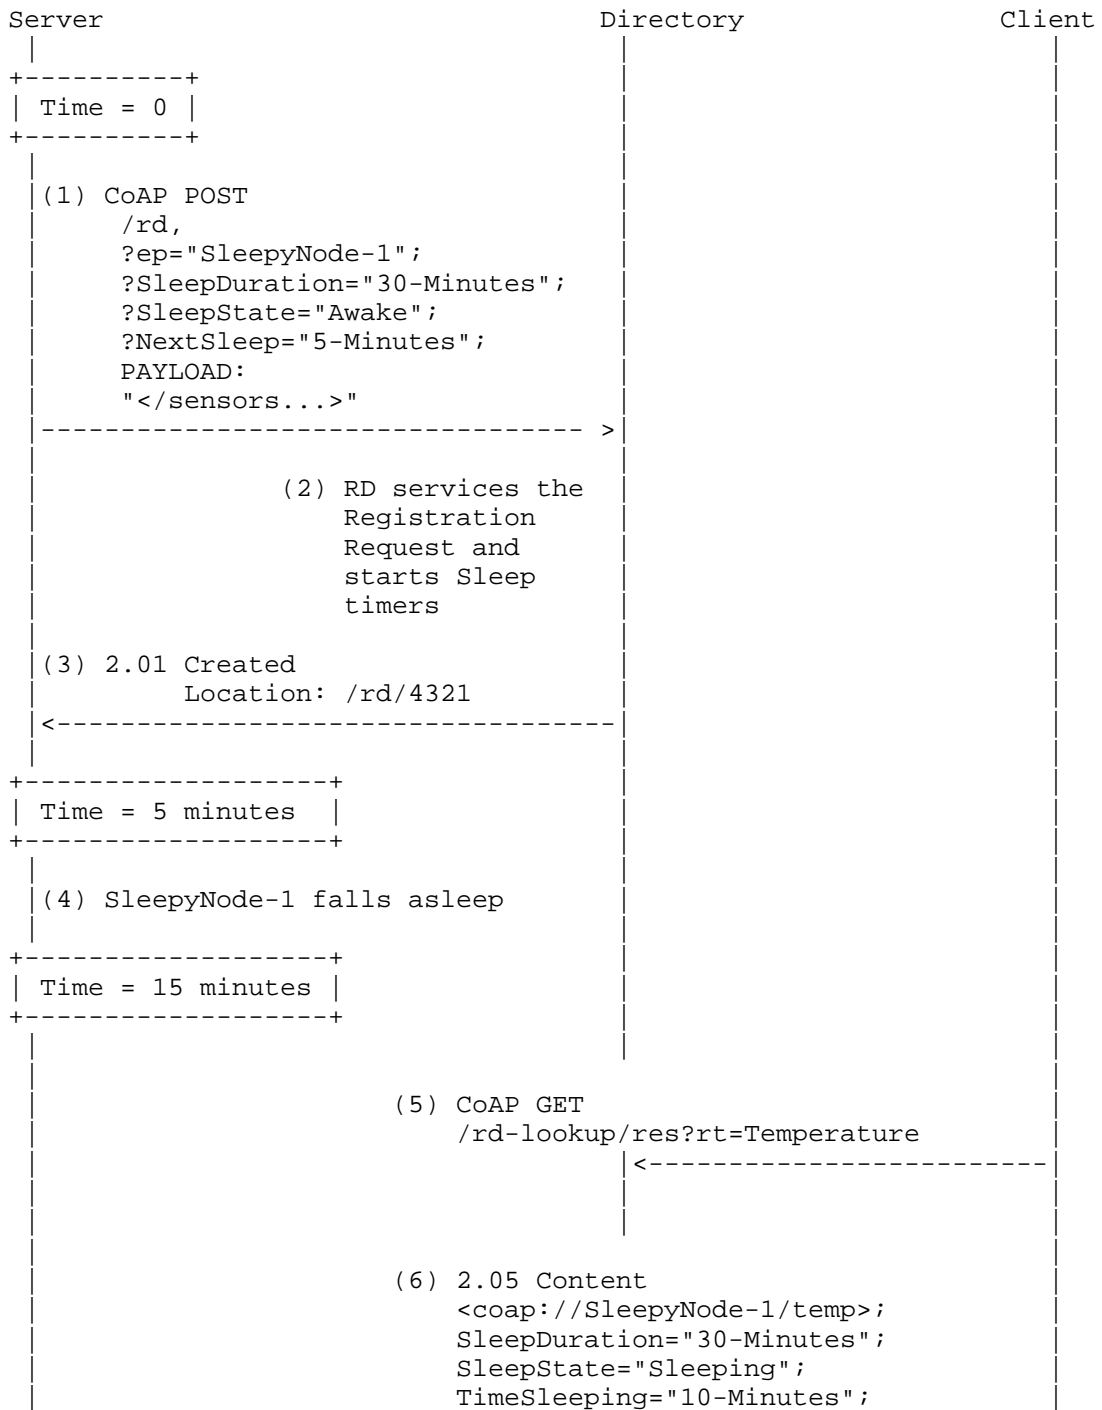 Server Directory Client
Time = 0
(1) CoAP POST
/rd,
?ep="SleepyNode-1";
?SleepDuration="30-Minutes";
?SleepState="Awake";
?NextSleep="5-Minutes";
PAYLOAD:
"</sensors...>"
(2) RD services the
Registration
Request and
starts Sleep
timers
(3) 2.01 Created
Location: /rd/4321
Time = 5 minutes
(4) SleepyNode-1 falls asleep
Time = 15 minutes
(5) CoAP GET
/rd-lookup/res?rt=Temperature
(6) 2.05 Content
<coap://SleepyNode-1/temp>;
SleepDuration="30-Minutes";
SleepState="Sleeping";
TimeSleeping="10-Minutes";